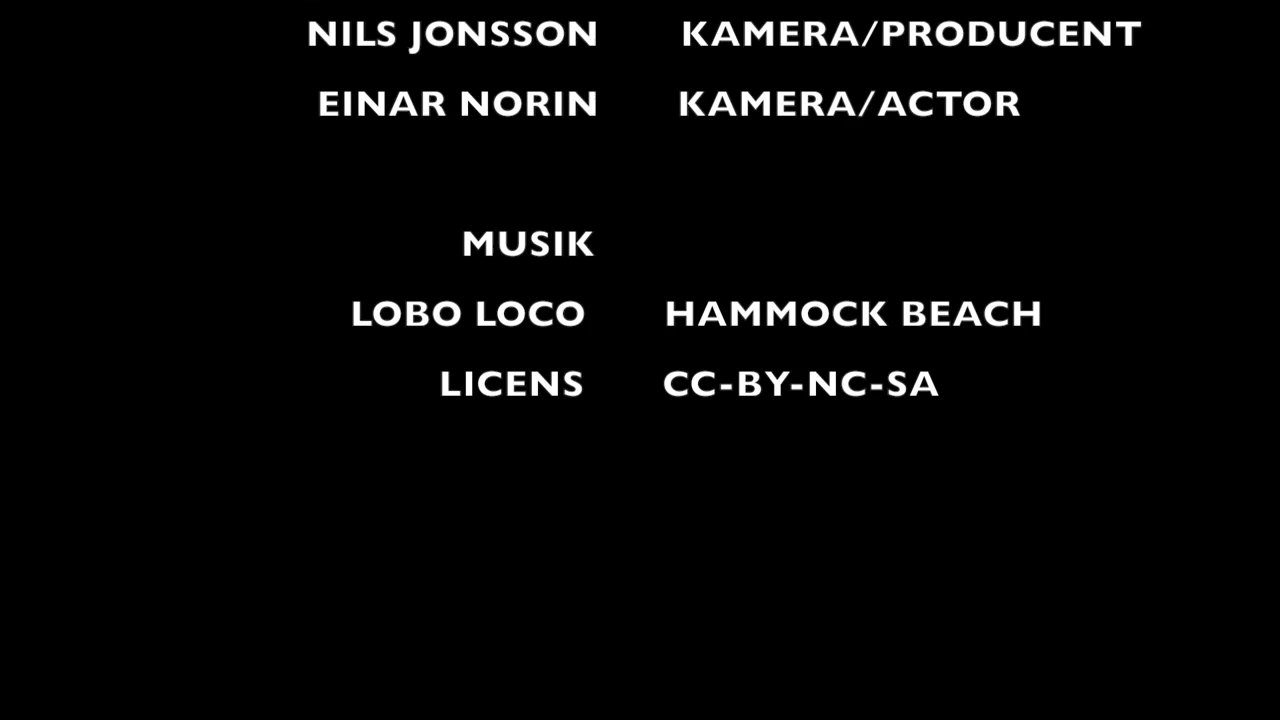 NILS JONSSON KAMERA/PRODUCENT
EINAR NORIN KAMERA/ACTOR
MUSIK
LOBO LOCO HAMMOCK BEACH
LICENS CC-BY-NC-SA